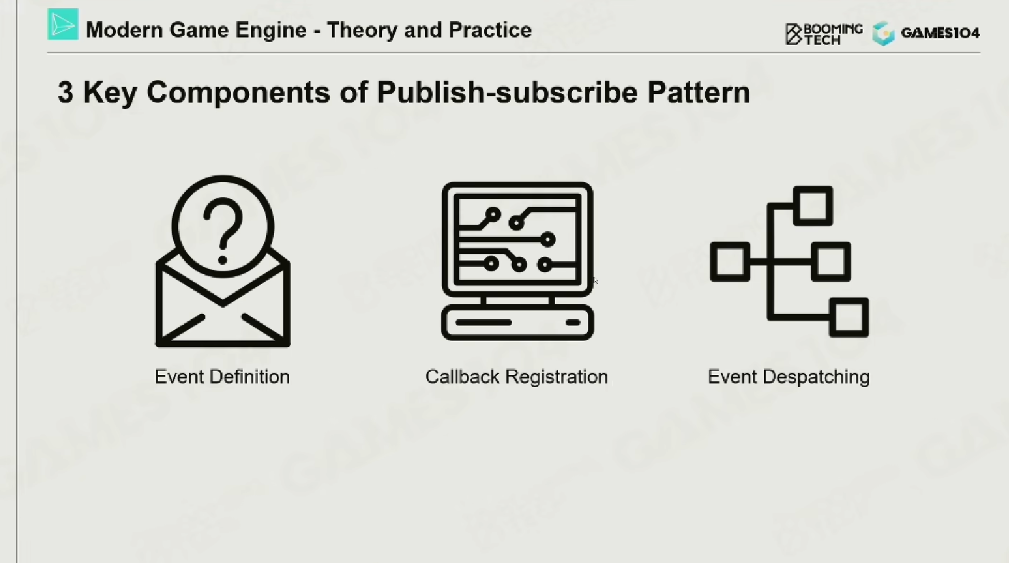 Modern Game Engine - Theory and Practice
BOOMING
TECH
GAMES104
3 Key Components of Publish-subscribe Pattern
?
Event Definition
Callback Registration
Event Despatching